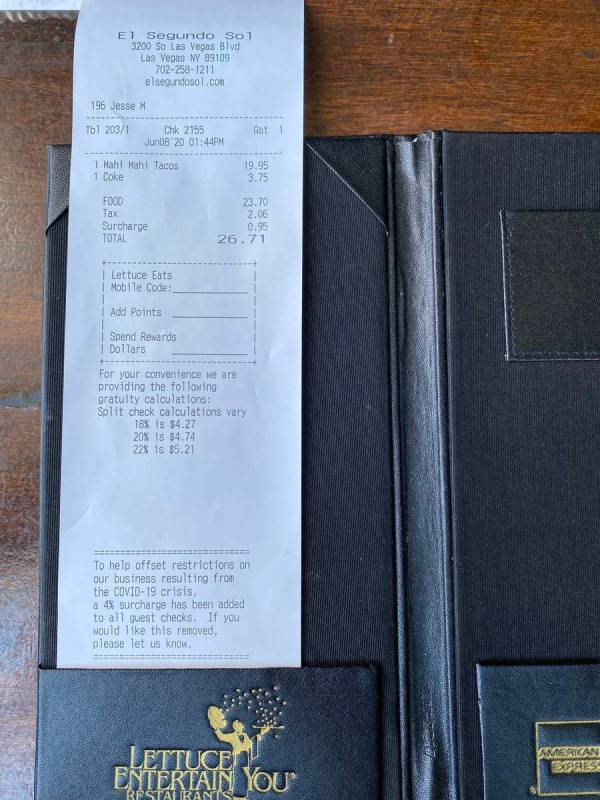 El Segundo Sol
3200 So Las Vegas Blvd
Las Vegas NV 89109
702-258-1211
elsegundosol.com
196 Jesse M
Tbl 203/1 Chk 2155 Gst 1
Jun08'20 01:44PM
1 Mahi Mahi Tacos 19.95
1 Coke 3.75
FOOD 23.70
Tax 2.06
Surcharge 0.95
TOTAL 26.71
Lettuce Eats
Mobile Code:
Add Points
Spend Rewards
Dollars
For your convenience we are
providing the following
gratuity calculations:
Split check calculations vary
18% is $4.27
20% is $4.74
22% is $5.21
To help offset restrictions on
our business resulting from
the COVID-19 crisis,
a 4% surcharge has been added
to all guest checks. If you
would like this removed,
please let us know.
LETTUCE
ENTERTAIN YOU®
RESTAURANTS
AMERICAN
EXPRESS